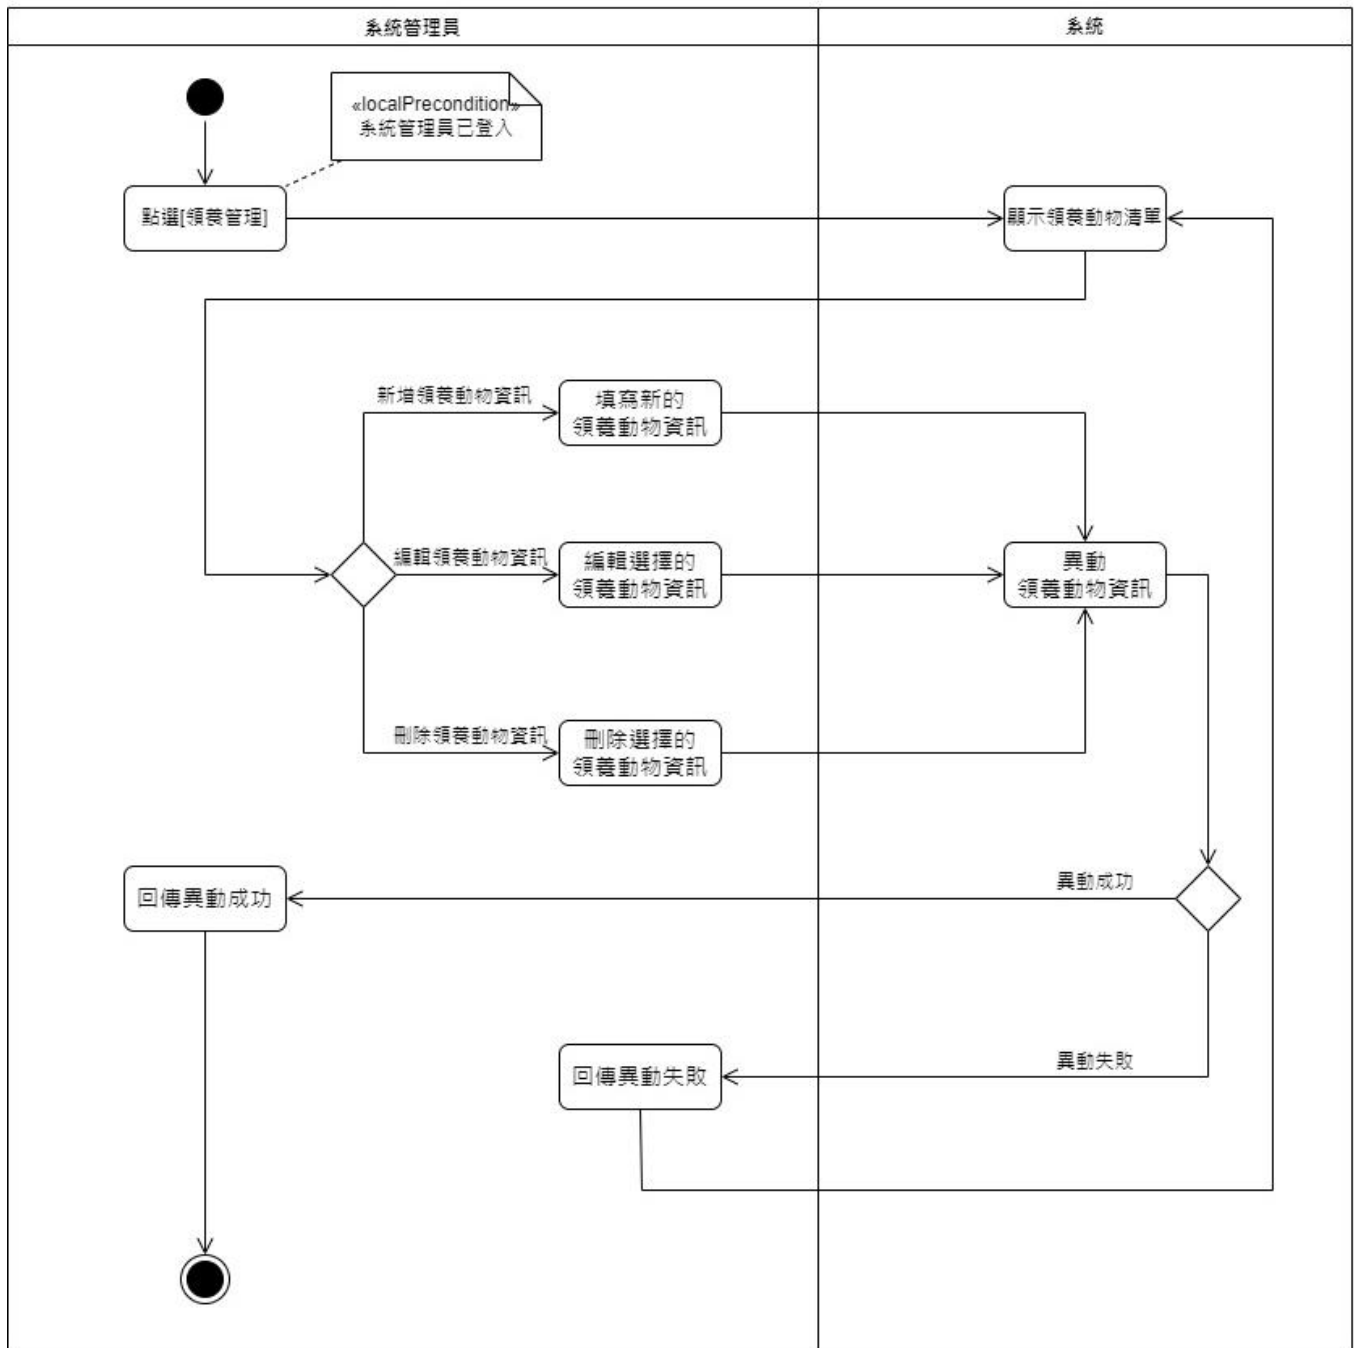 系統管理員
系統
«localPrecondition»
系統管理員已登入
點選[領養管理]
顯示領養動物清單
新增領養動物資訊
填寫新的
領養動物資訊
編輯領養動物資訊
編輯選擇的
領養動物資訊
異動
領養動物資訊
刪除領養動物資訊
刪除選擇的
領養動物資訊
異動成功
回傳異動成功
異動失敗
回傳異動失敗